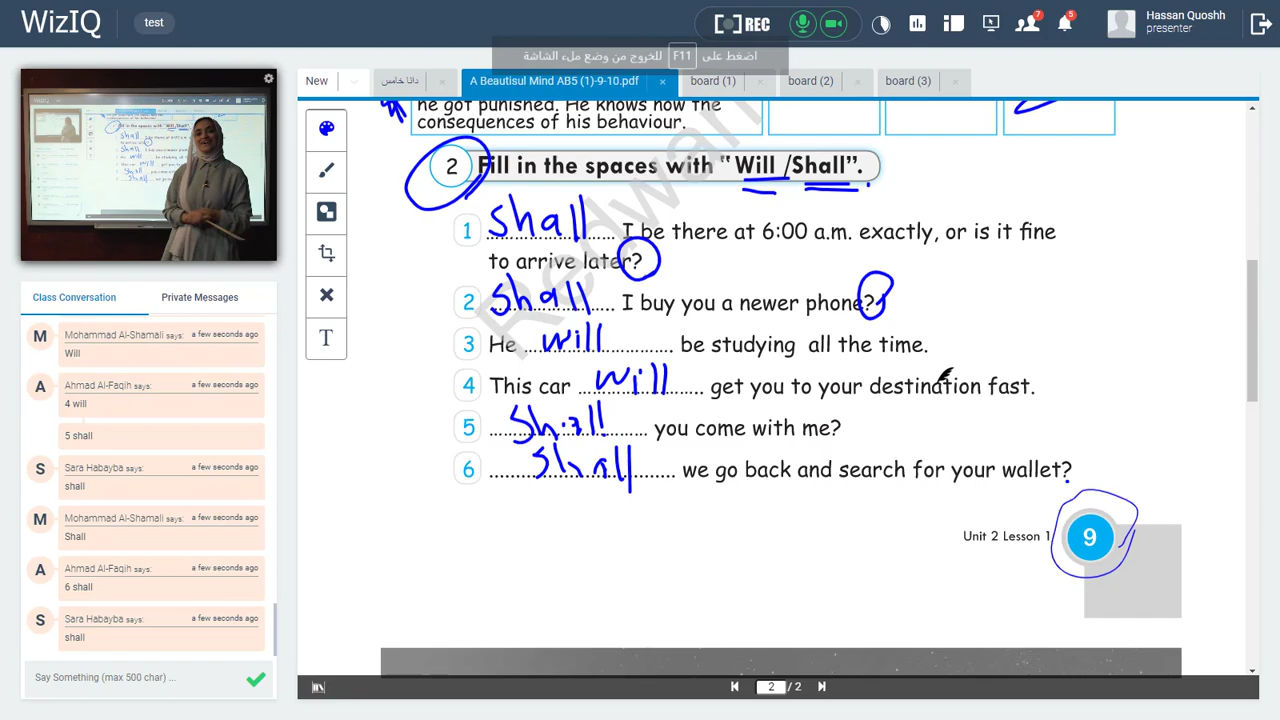 WizIQ
test
REC
7
5
Hassan Quoshh
presenter
اضغط على F11 للخروج من وضع ملء الشاشة
New
دانا خامس
A Beautisul Mind AB5 (1)-9-10.pdf
board (1)
board (2)
board (3)
he got punished. He knows how the
consequences of his behaviour.
2 Fill in the spaces with "Will /Shall".
1 shall I be there at 6:00 a.m. exactly, or is it fine
to arrive later?
2 shall I buy you a newer phone?
3 He will be studying all the time.
4 This car will get you to your destination fast.
5 Shall you come with me?
6 shall we go back and search for your wallet?
Redwan
Unit 2 Lesson 1 9
Class Conversation
Private Messages
M Mohammad Al-Shamali says: a few seconds ago
Will
A Ahmad Al-Faqih says: a few seconds ago
4 will
5 shall
S Sara Habayba says: a few seconds ago
shall
M Mohammad Al-Shamali says: a few seconds ago
Shall
A Ahmad Al-Faqih says: a few seconds ago
6 shall
S Sara Habayba says: a few seconds ago
shall
Say Something (max 500 char) ...
2 / 2